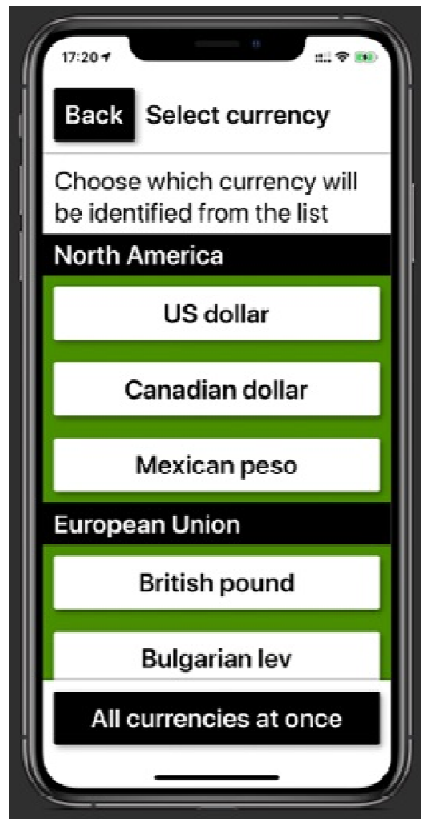 17:20
Back Select currency
Choose which currency will
be identified from the list
North America
US dollar
Canadian dollar
Mexican peso
European Union
British pound
Bulgarian lev
All currencies at once